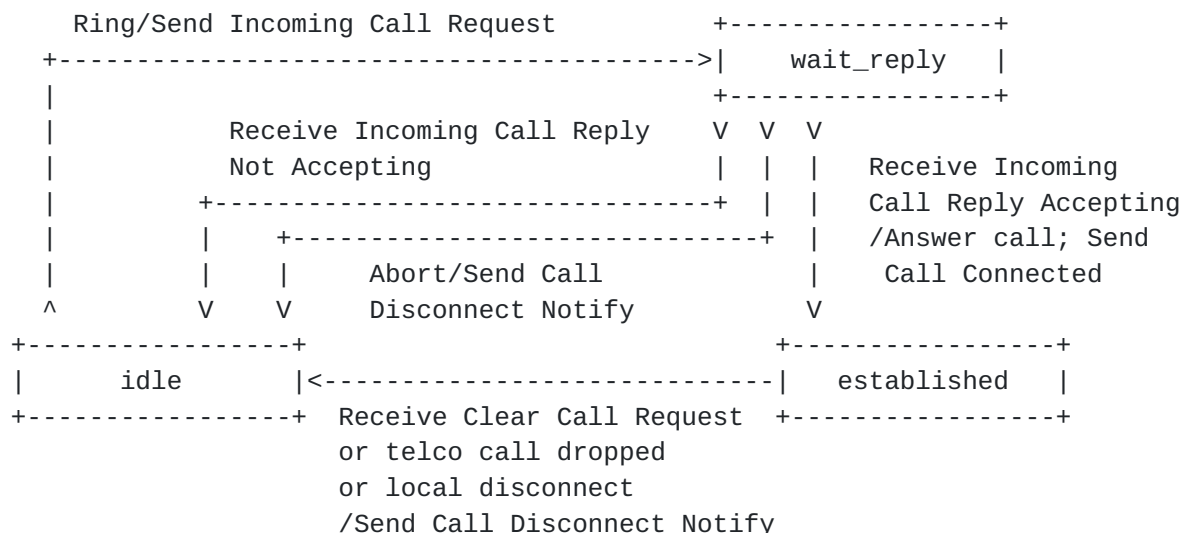 Ring/Send Incoming Call Request
wait_reply
Receive Incoming Call Reply
Not Accepting
Receive Incoming
Call Reply Accepting
/Answer call; Send
Call Connected
Abort/Send Call
Disconnect Notify
idle
established
Receive Clear Call Request
or telco call dropped
or local disconnect
/Send Call Disconnect Notify